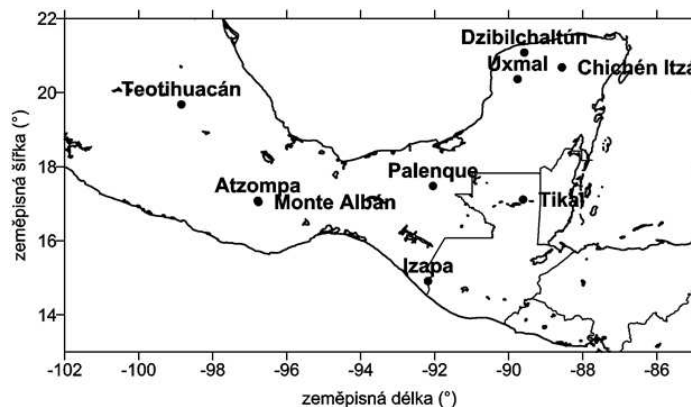 22
20
18
16
14
zeměpisná šířka (°)
Dzibilchaltún
Uxmal
Chichén Itzá
Teotihuacán
Palenque
Atzompa
Monte Albán
Tikal
Izapa
-102 -100 -98 -96 -94 -92 -90 -88 -86
zeměpisná délka (°)